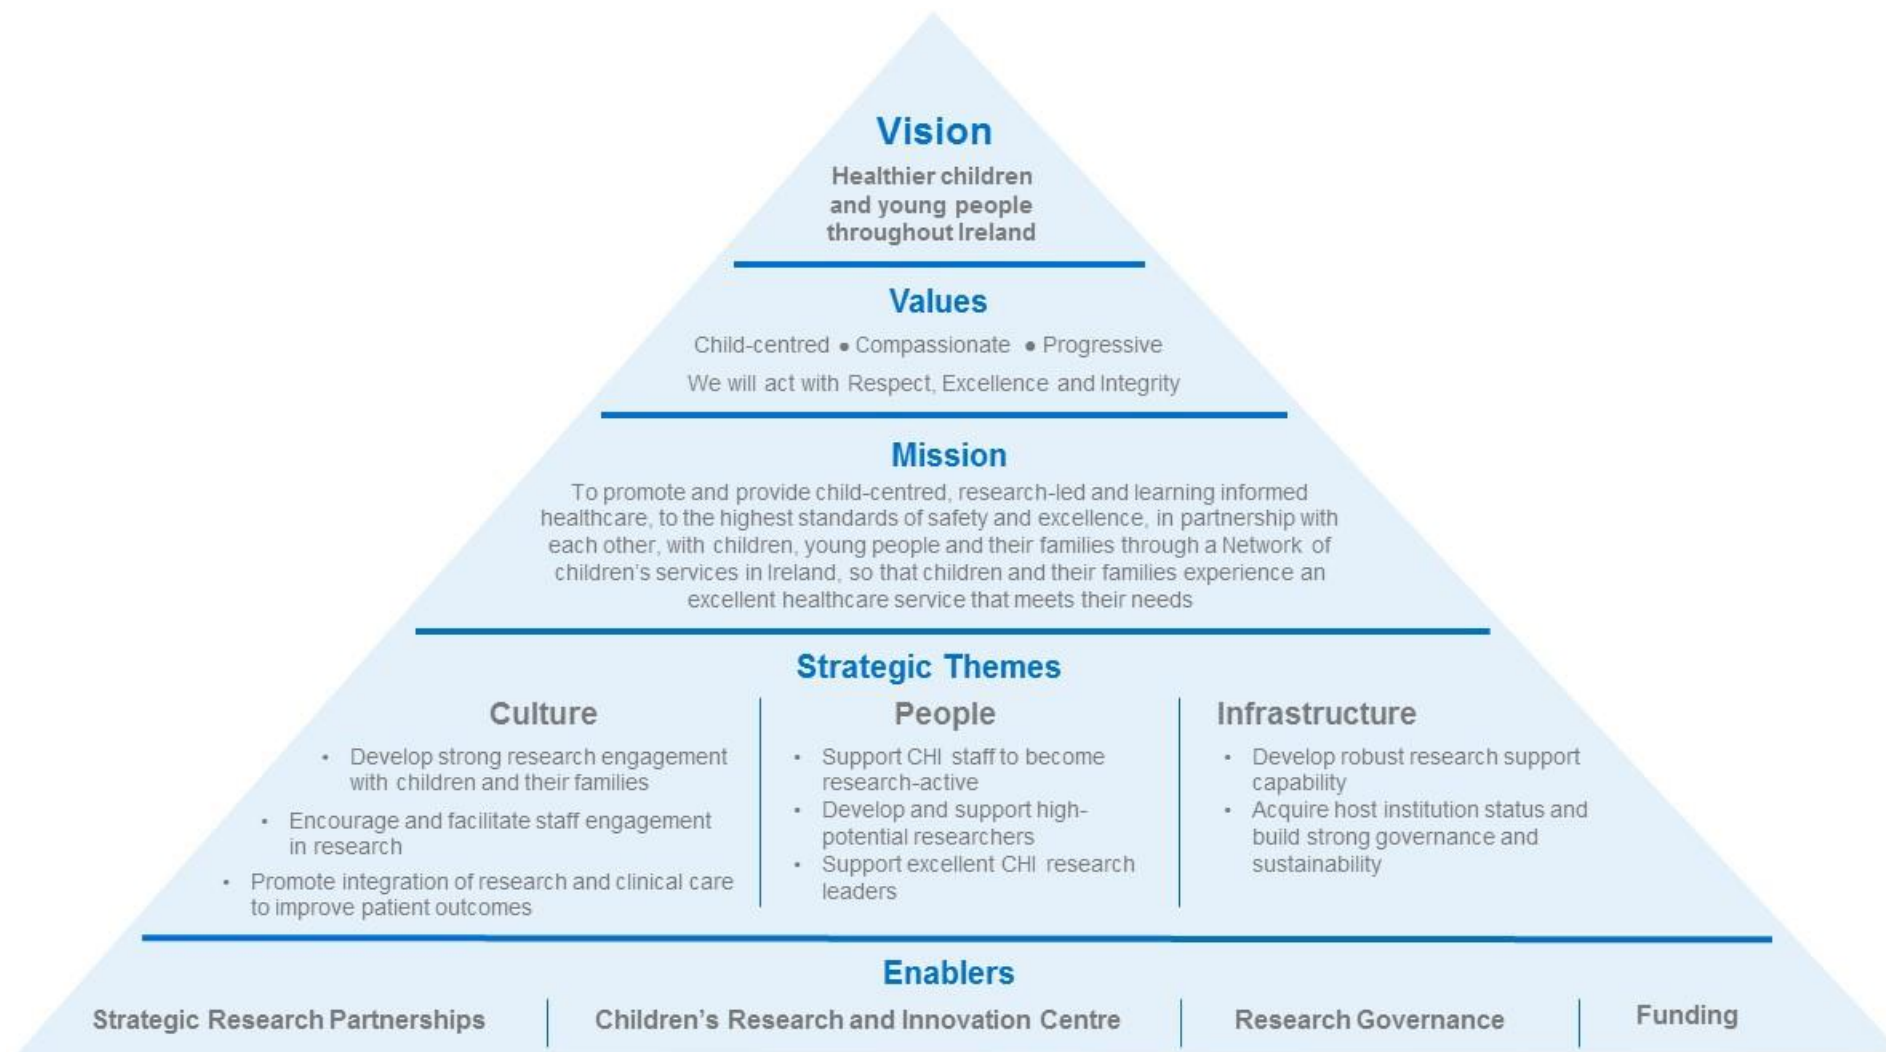 Vision
Healthier children
and young people
throughout Ireland
Values
Child-centred • Compassionate • Progressive
We will act with Respect, Excellence and Integrity
Mission
To promote and provide child-centred, research-led and learning informed
healthcare, to the highest standards of safety and excellence, in partnership with
each other, with children, young people and their families through a Network of
children's services in Ireland, so that children and their families experience an
excellent healthcare service that meets their needs
Strategic Themes
Culture
• Develop strong research engagement
with children and their families
• Encourage and facilitate staff engagement
in research
• Promote integration of research and clinical care
to improve patient outcomes
People
• Support CHI staff to become
research-active
• Develop and support high-
potential researchers
• Support excellent CHI research
leaders
Infrastructure
• Develop robust research support
capability
• Acquire host institution status and
build strong governance and
sustainability
Enablers
Strategic Research Partnerships
Children's Research and Innovation Centre
Research Governance
Funding